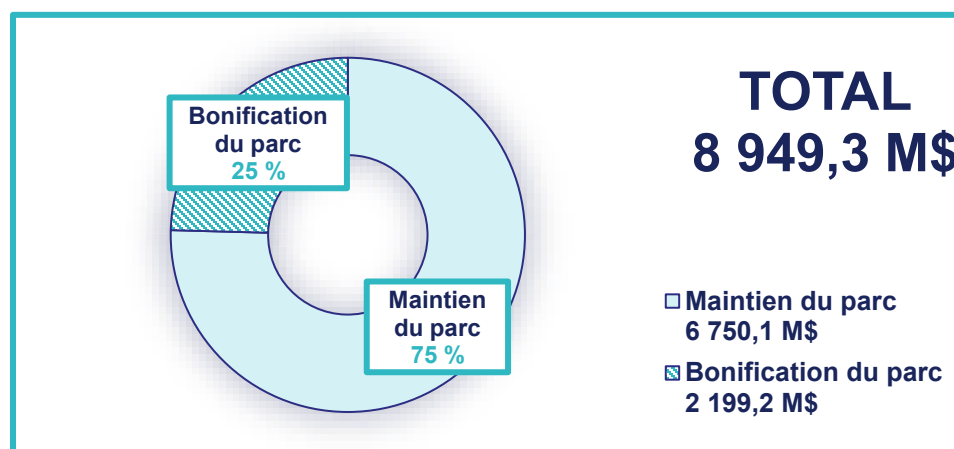 Bonification
du parc
25 %
Maintien
du parc
75 %
TOTAL
8 949,3 M$
Maintien du parc
6 750,1 M$
Bonification du parc
2 199,2 M$